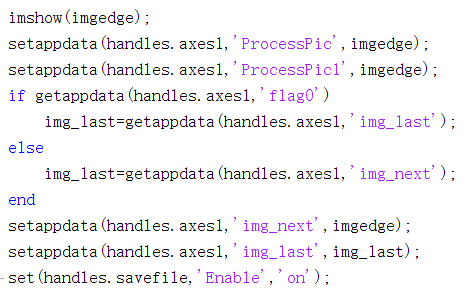 imshow(imgedge);
setappdata(handles.axes1,'ProcessPic',imgedge);
setappdata(handles.axes1,'ProcessPic1',imgedge);
if getappdata(handles.axes1,'flag0')
    img_last=getappdata(handles.axes1,'img_last');
else
    img_last=getappdata(handles.axes1,'img_next');
end
setappdata(handles.axes1,'img_next',imgedge);
setappdata(handles.axes1,'img_last',img_last);
set(handles.savefile,'Enable','on');